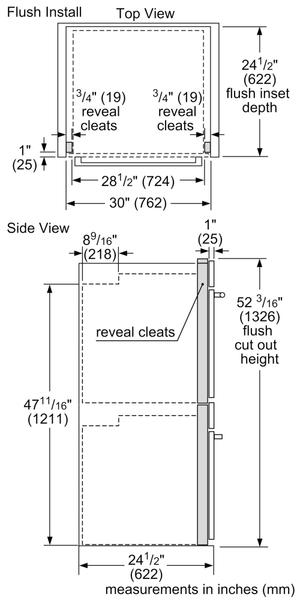 Flush Install Top View
24 1/2"
(622)
flush inset
depth
3/4" (19)
reveal
cleats
3/4" (19)
reveal
cleats
1"
(25)
28 1/2" (724)
30" (762)
Side View
8 9/16"
(218)
1"
(25)
reveal cleats
52 3/16"
(1326)
flush
cut out
height
47 11/16"
(1211)
24 1/2"
(622)
measurements in inches (mm)